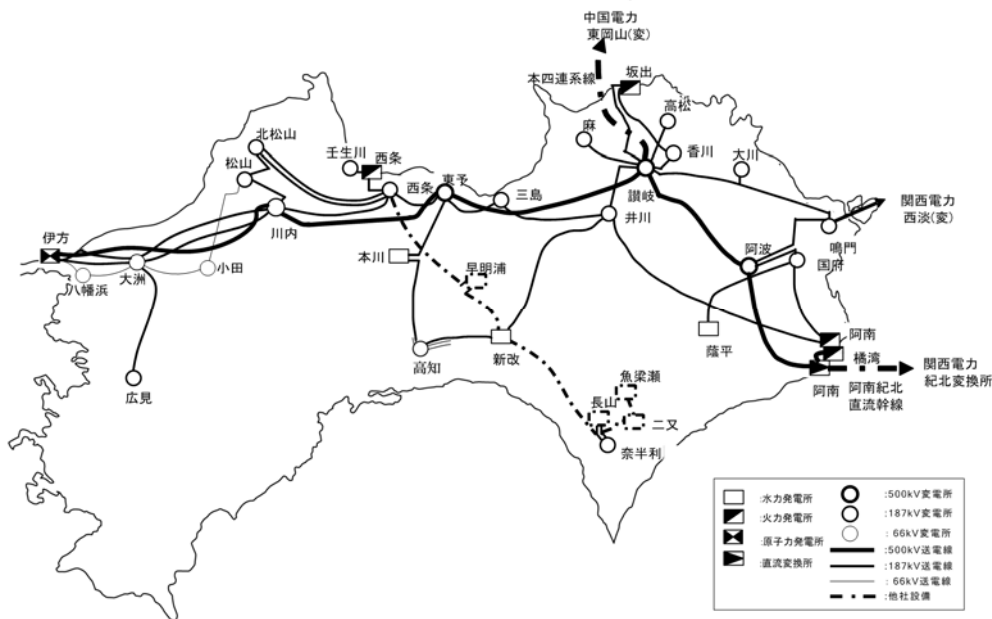 中国電力
東岡山(変)
本四連系線
坂出
高松
麻
香川
大川
讃岐
北松山
松山
壬生川
西条
西条
東予
三島
井川
関西電力
西淡(変)
鳴門
阿波
国府
伊方
川内
大洲
小田
八幡浜
本川
早明浦
蔭平
阿南
橘湾
関西電力
紀北変換所
阿南
阿南紀北
直流幹線
高知
新改
広見
魚梁瀬
長山
二又
奈半利
:水力発電所
:火力発電所
:原子力発電所
:直流変換所
:500kV変電所
:187kV変電所
:66kV変電所
:500kV送電線
:187kV送電線
:66kV送電線
:他社設備